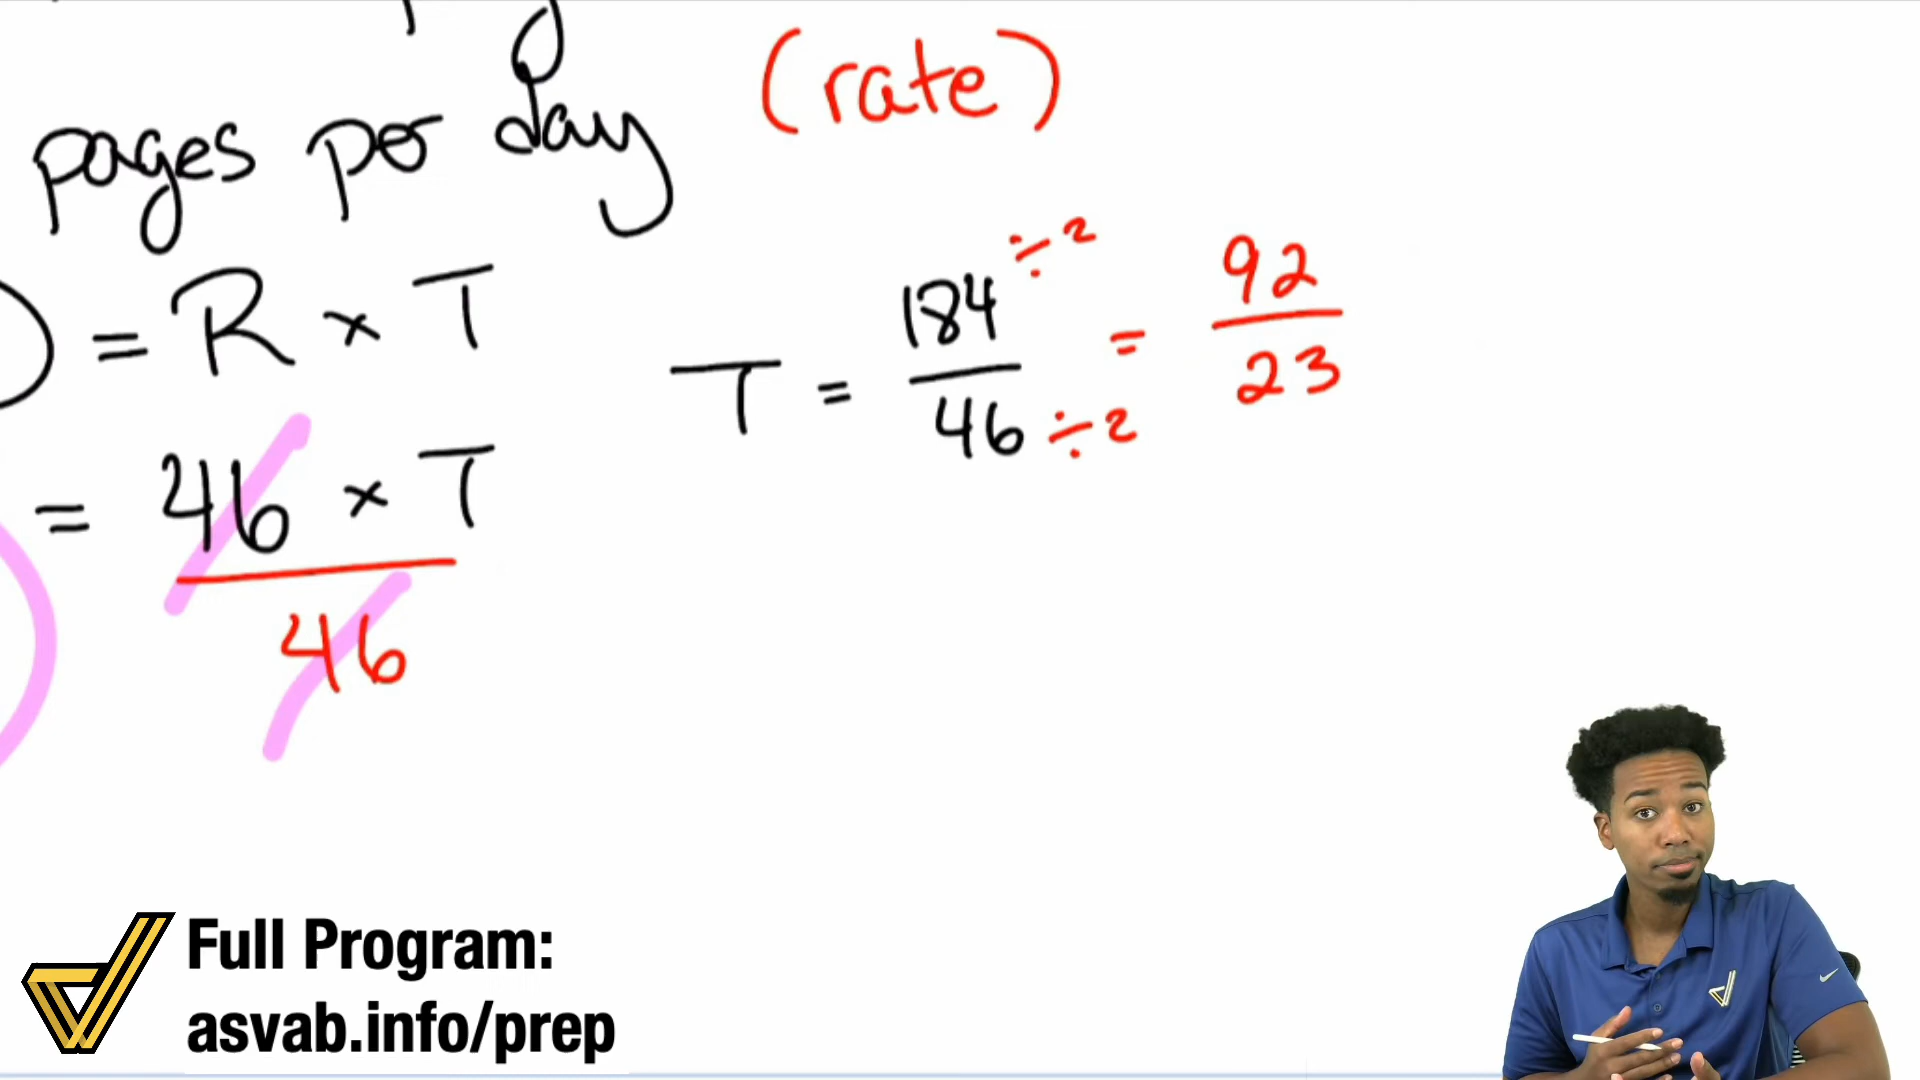 pages per day (rate)
D = R × T
T = 184 ÷2 / 46 ÷2 = 92 / 23
= 46 × T
46
Full Program:
asvab.info/prep